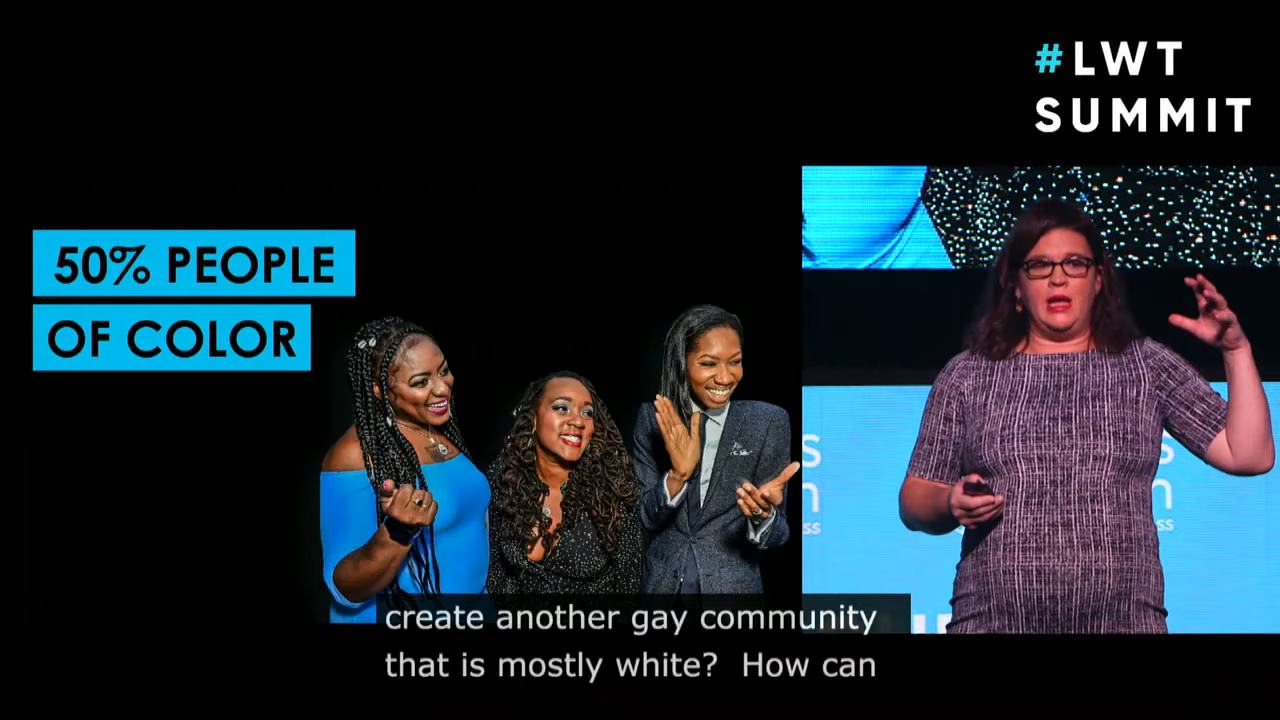 #LWT
SUMMIT
50% PEOPLE
OF COLOR
create another gay community
that is mostly white? How can